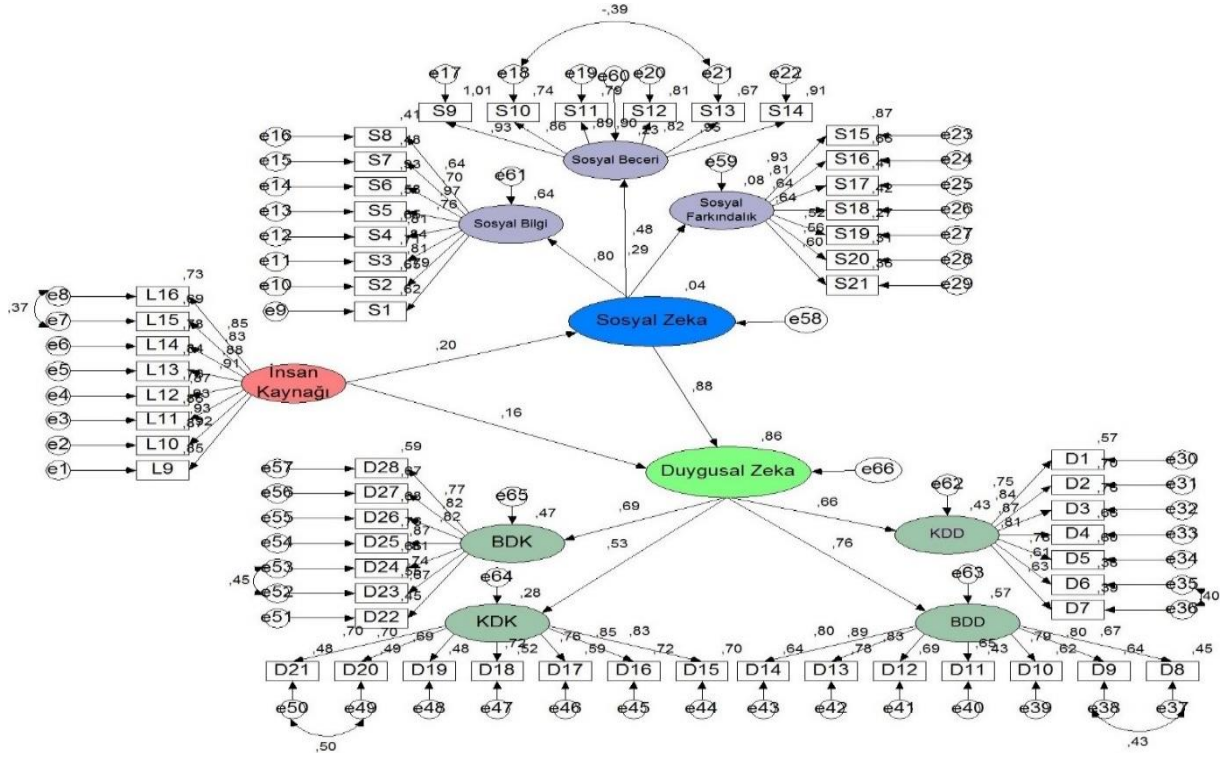 -,39
e17 e18 e19 e60 e20 e21 e22
1,01 ,74 ,79 ,81 ,67 ,91
S9 S10 S11 S12 S13 S14
,93 ,86 ,89 ,90 ,82 ,95
Sosyal Beceri
,41
e16 S8
e15 S7
e14 S6
e13 S5
e12 S4
e11 S3
e10 S2
e9 S1
,64
,70
,97
,76
,81
,81
,62
e61
,64
Sosyal Bilgi
e59
,08
Sosyal
Farkındalık
,87
S15 e23
S16 e24
S17 e25
S18 e26
S19 e27
S20 e28
S21 e29
,93
,81
,64
,64
,52
,56
,60
,36
,80
,48
,29
,04
Sosyal Zeka
e58
,73
,37
e8 L16
e7 L15
e6 L14
e5 L13
e4 L12
e3 L11
e2 L10
e1 L9
,69
,85
,83
,88
,91
,93
,85
İnsan
Kaynağı
,20
,16
,88
,86
Duygusal Zeka
e66
,59
e57 D28
e56 D27
e55 D26
e54 D25
e53 D24
e52 D23
e51 D22
,45
,77
,82
,82
,87
,74
,67
,45
e65
,47
BDK
,69
,53
,76
,66
e62
,43
KDD
,57
D1 e30
D2 e31
D3 e32
D4 e33
D5 e34
D6 e35
D7 e36
,75
,84
,87
,81
,61
,63
,40
e64
,28
KDK
e63
,57
BDD
,70 ,70 ,69 ,72 ,76 ,85 ,83
,48 ,49 ,48 ,52 ,59 ,72 ,70
D21 D20 D19 D18 D17 D16 D15
e50 e49 e48 e47 e46 e45 e44
,50
,80 ,89 ,83 ,65 ,79 ,80 ,67
,64 ,78 ,69 ,43 ,62 ,64 ,45
D14 D13 D12 D11 D10 D9 D8
e43 e42 e41 e40 e39 e38 e37
,43